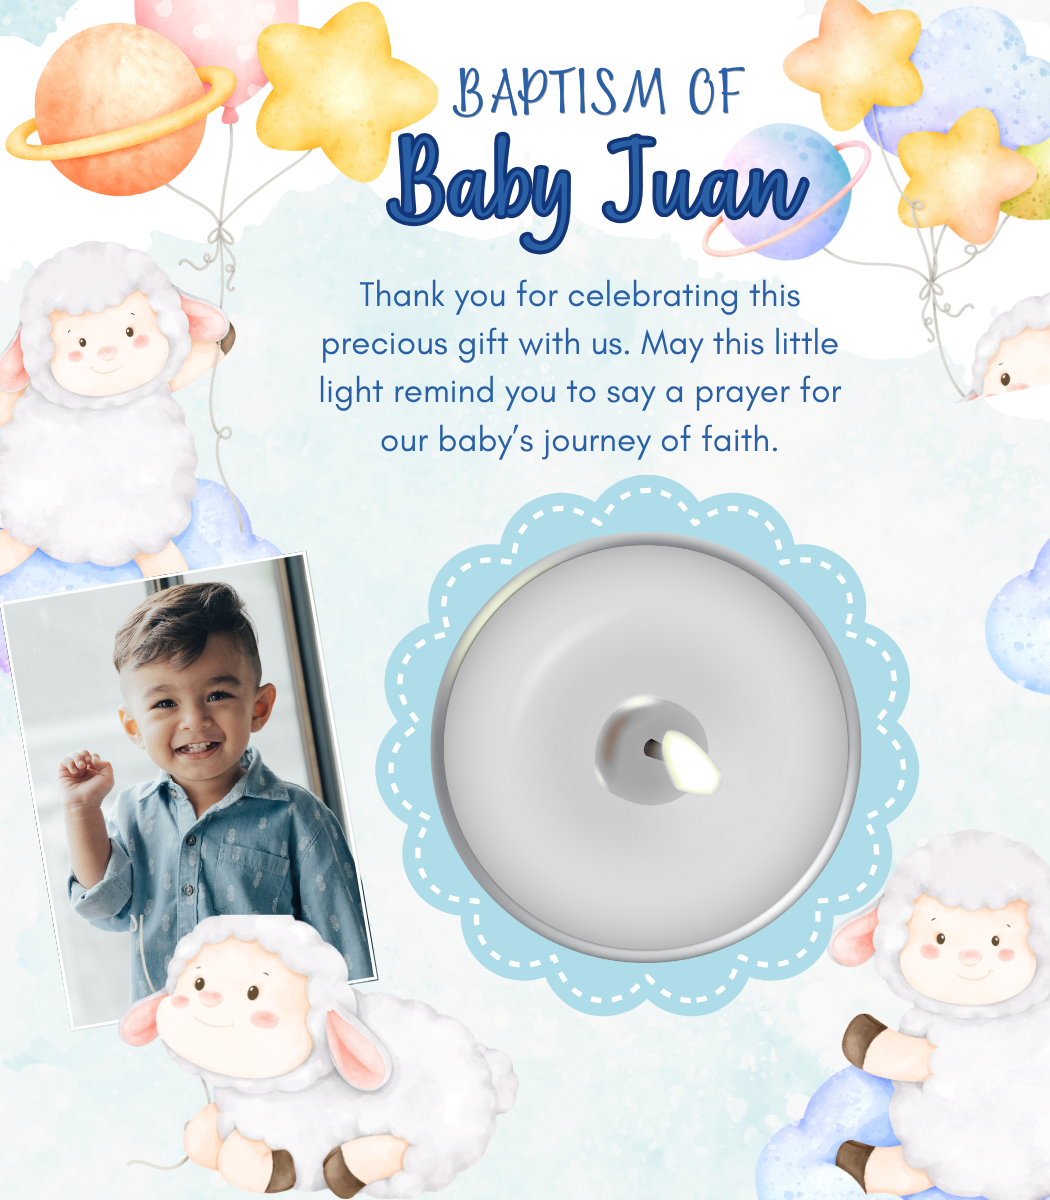 BAPTISM OF
Baby Juan
Thank you for celebrating this
precious gift with us. May this little
light remind you to say a prayer for
our baby’s journey of faith.